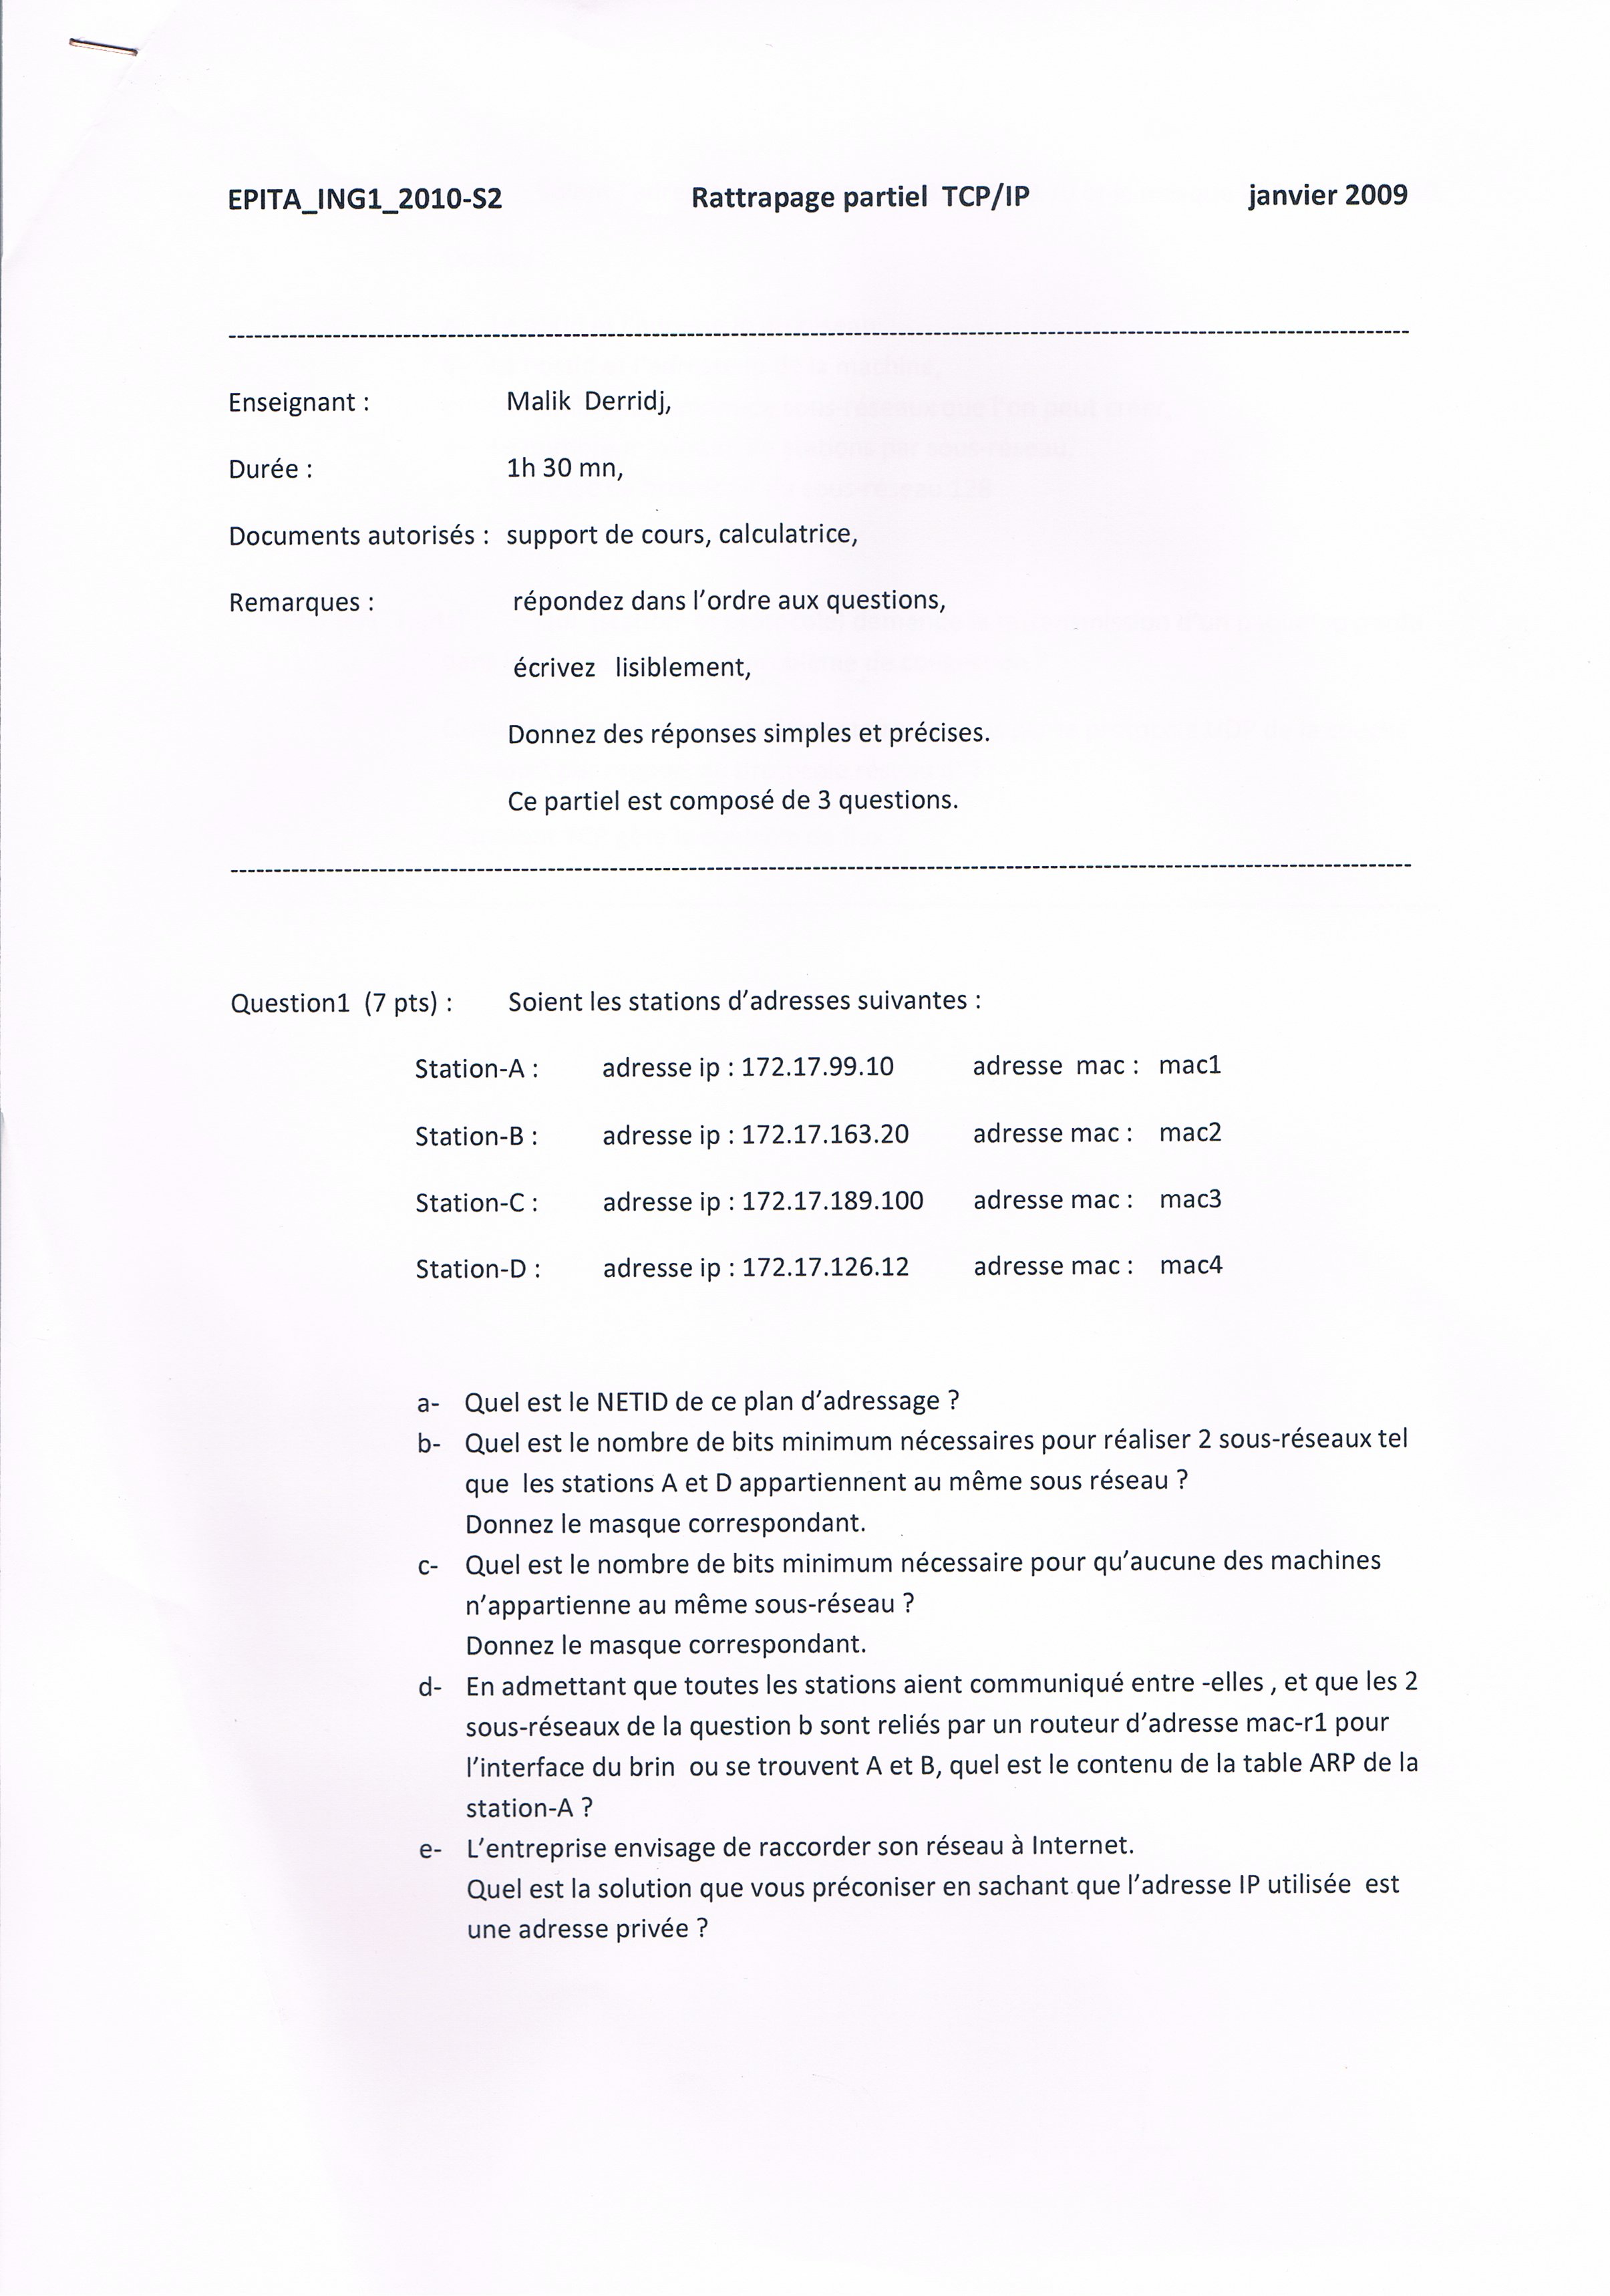 EPITA_ING1_2010-S2 Rattrapage partiel TCP/IP janvier 2009
Enseignant : Malik Derridj,
Durée : 1h 30 mn,
Documents autorisés : support de cours, calculatrice,
Remarques : répondez dans l'ordre aux questions,
écrivez lisiblement,
Donnez des réponses simples et précises.
Ce partiel est composé de 3 questions.
Question1 (7 pts) : Soient les stations d'adresses suivantes :
Station-A : adresse ip : 172.17.99.10 adresse mac : mac1
Station-B : adresse ip : 172.17.163.20 adresse mac : mac2
Station-C : adresse ip : 172.17.189.100 adresse mac : mac3
Station-D : adresse ip : 172.17.126.12 adresse mac : mac4
a- Quel est le NETID de ce plan d'adressage ?
b- Quel est le nombre de bits minimum nécessaires pour réaliser 2 sous-réseaux tel
que les stations A et D appartiennent au même sous réseau ?
Donnez le masque correspondant.
c- Quel est le nombre de bits minimum nécessaire pour qu'aucune des machines
n'appartienne au même sous-réseau ?
Donnez le masque correspondant.
d- En admettant que toutes les stations aient communiqué entre -elles , et que les 2
sous-réseaux de la question b sont reliés par un routeur d'adresse mac-r1 pour
l'interface du brin ou se trouvent A et B, quel est le contenu de la table ARP de la
station-A ?
e- L'entreprise envisage de raccorder son réseau à Internet.
Quel est la solution que vous préconiser en sachant que l'adresse IP utilisée est
une adresse privée ?